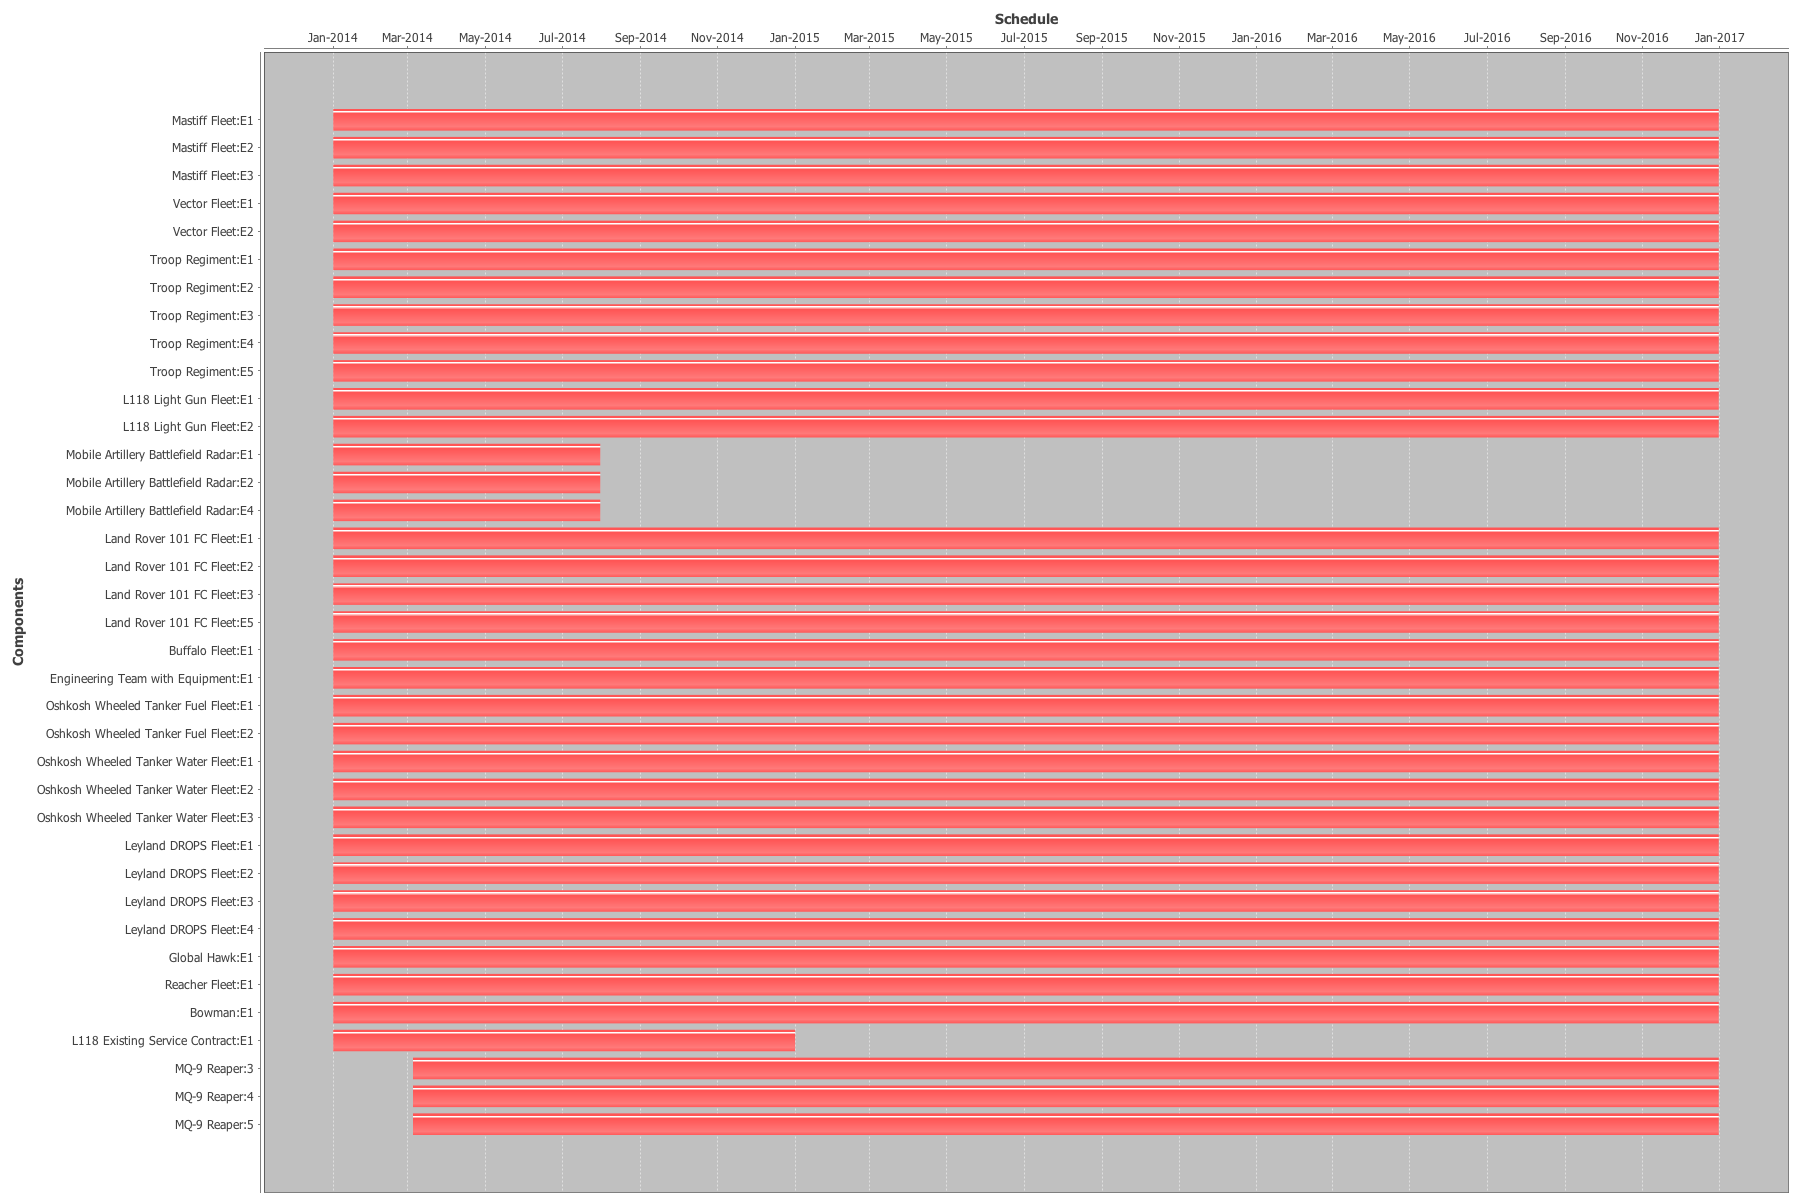 Schedule
Jan-2014 Mar-2014 May-2014 Jul-2014 Sep-2014 Nov-2014 Jan-2015 Mar-2015 May-2015 Jul-2015 Sep-2015 Nov-2015 Jan-2016 Mar-2016 May-2016 Jul-2016 Sep-2016 Nov-2016 Jan-2017
Components
Mastiff Fleet:E1
Mastiff Fleet:E2
Mastiff Fleet:E3
Vector Fleet:E1
Vector Fleet:E2
Troop Regiment:E1
Troop Regiment:E2
Troop Regiment:E3
Troop Regiment:E4
Troop Regiment:E5
L118 Light Gun Fleet:E1
L118 Light Gun Fleet:E2
Mobile Artillery Battlefield Radar:E1
Mobile Artillery Battlefield Radar:E2
Mobile Artillery Battlefield Radar:E4
Land Rover 101 FC Fleet:E1
Land Rover 101 FC Fleet:E2
Land Rover 101 FC Fleet:E3
Land Rover 101 FC Fleet:E5
Buffalo Fleet:E1
Engineering Team with Equipment:E1
Oshkosh Wheeled Tanker Fuel Fleet:E1
Oshkosh Wheeled Tanker Fuel Fleet:E2
Oshkosh Wheeled Tanker Water Fleet:E1
Oshkosh Wheeled Tanker Water Fleet:E2
Oshkosh Wheeled Tanker Water Fleet:E3
Leyland DROPS Fleet:E1
Leyland DROPS Fleet:E2
Leyland DROPS Fleet:E3
Leyland DROPS Fleet:E4
Global Hawk:E1
Reacher Fleet:E1
Bowman:E1
L118 Existing Service Contract:E1
MQ-9 Reaper:3
MQ-9 Reaper:4
MQ-9 Reaper:5